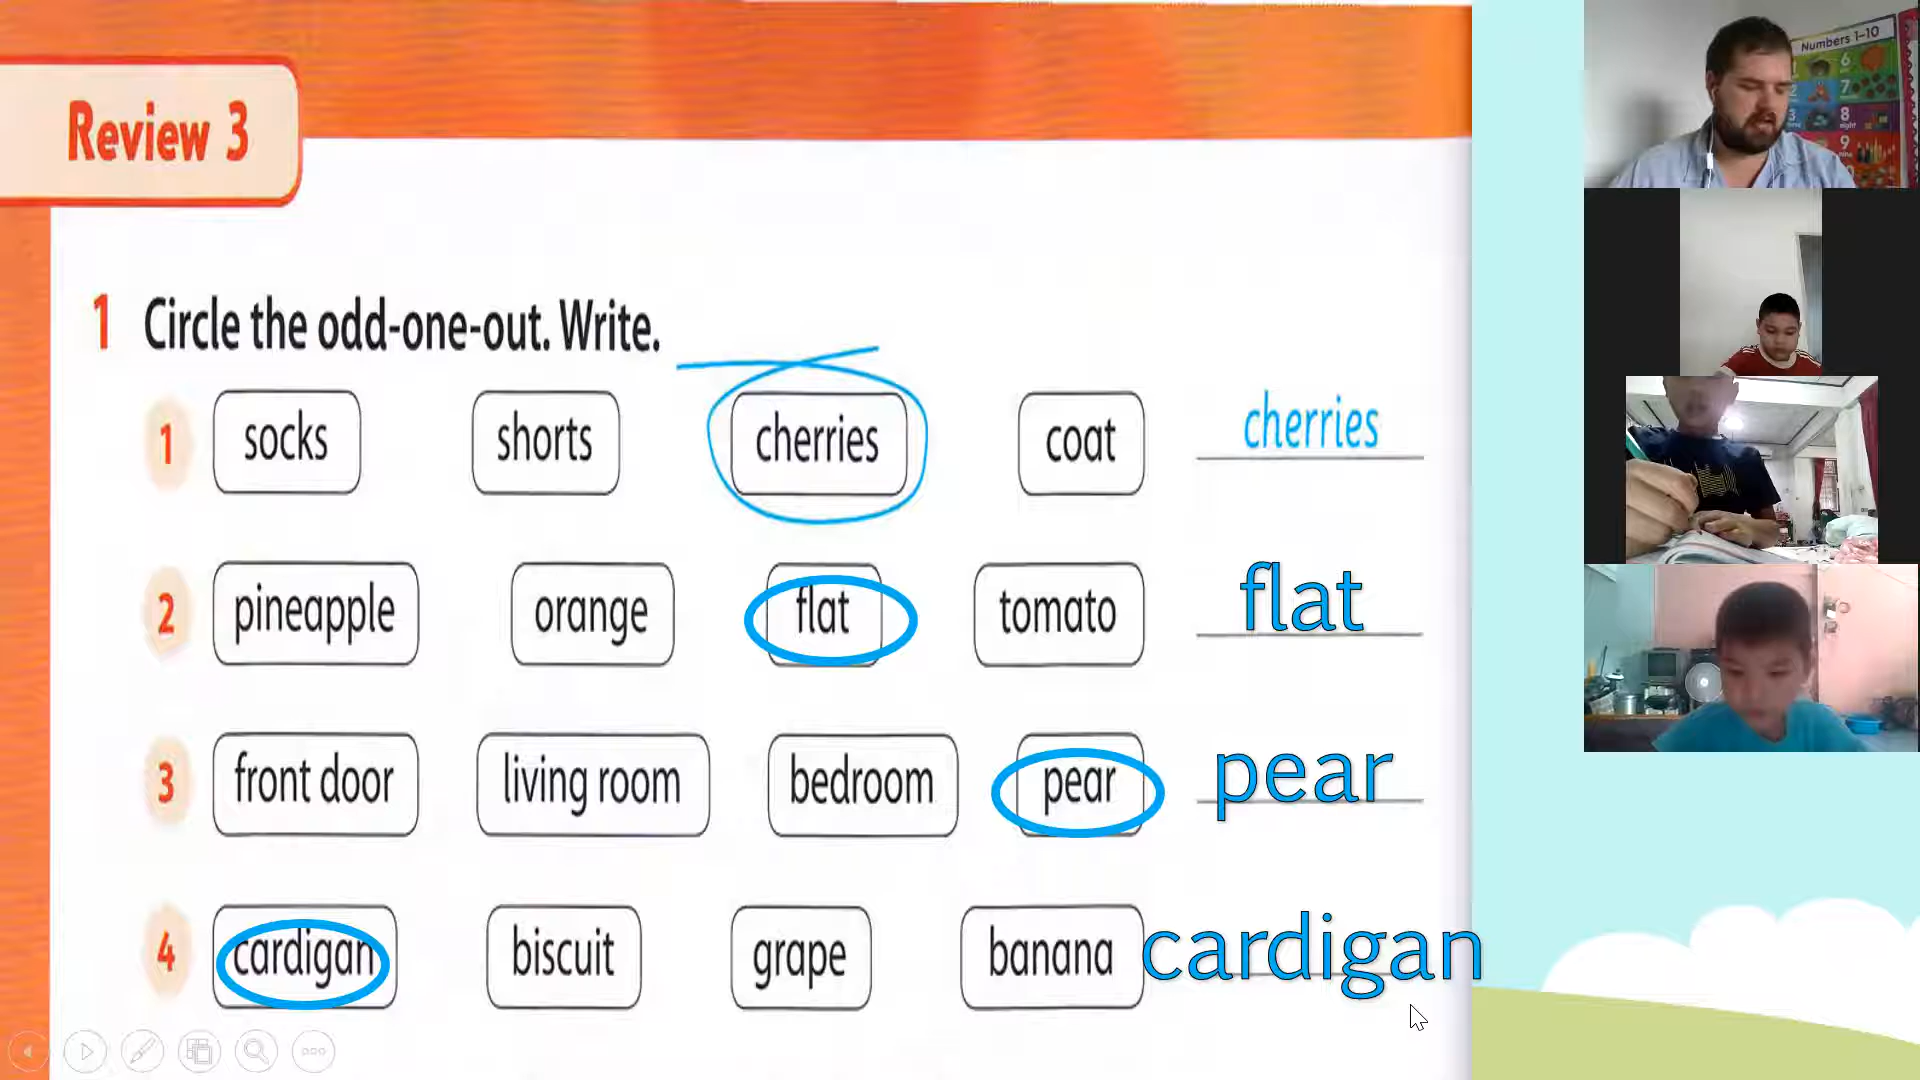 Review 3
Numbers 1–10
1 Circle the odd-one-out. Write.
1 socks shorts cherries coat cherries
2 pineapple orange flat tomato flat
3 front door living room bedroom pear pear
4 cardigan biscuit grape banana cardigan